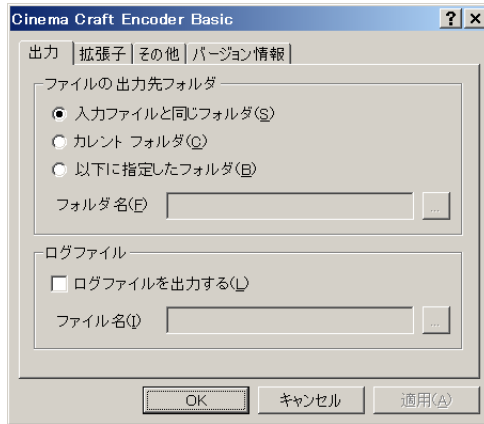 Cinema Craft Encoder Basic
出力 拡張子 その他 バージョン情報
ファイルの出力先フォルダ
入力ファイルと同じフォルダ(S)
カレント フォルダ(C)
以下に指定したフォルダ(B)
フォルダ名(F) ...
ログファイル
ログファイルを出力する(L)
ファイル名(I) ...
OK キャンセル 適用(A)